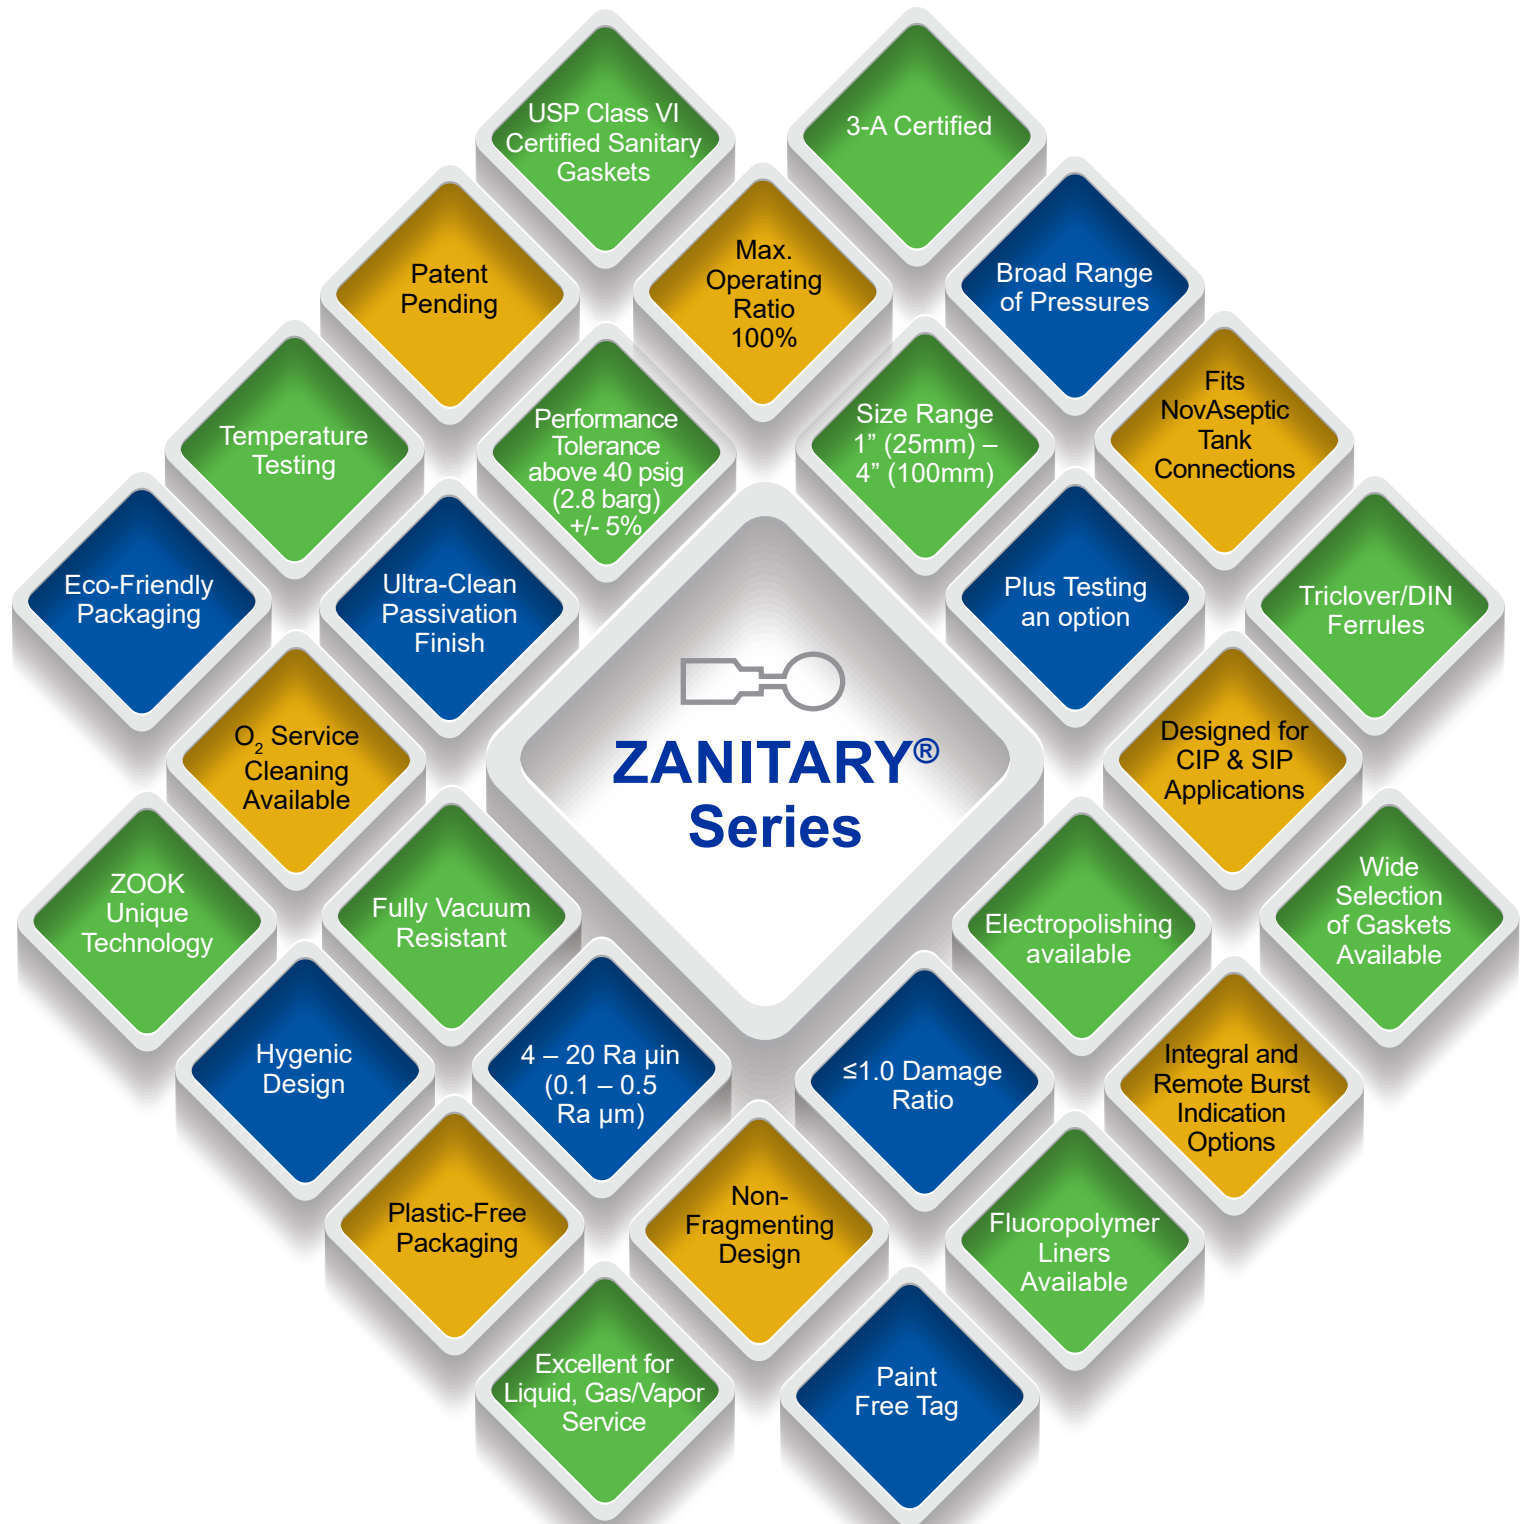 USP Class VI
Certified Sanitary
Gaskets
3-A Certified
Patent
Pending
Max.
Operating
Ratio
100%
Broad Range
of Pressures
Temperature
Testing
Performance
Tolerance
above 40 psig
(2.8 barg)
+/- 5%
Size Range
1” (25mm) –
4” (100mm)
Fits
NovAseptic
Tank
Connections
Eco-Friendly
Packaging
Ultra-Clean
Passivation
Finish
Plus Testing
an option
Triclover/DIN
Ferrules
ZANITARY®
Series
O2 Service
Cleaning
Available
Designed for
CIP & SIP
Applications
ZOOK
Unique
Technology
Fully Vacuum
Resistant
Electropolishing
available
Wide
Selection
of Gaskets
Available
Hygenic
Design
4 – 20 Ra µin
(0.1 – 0.5
Ra µm)
≤1.0 Damage
Ratio
Integral and
Remote Burst
Indication
Options
Plastic-Free
Packaging
Non-
Fragmenting
Design
Fluoropolymer
Liners
Available
Excellent for
Liquid, Gas/Vapor
Service
Paint
Free Tag